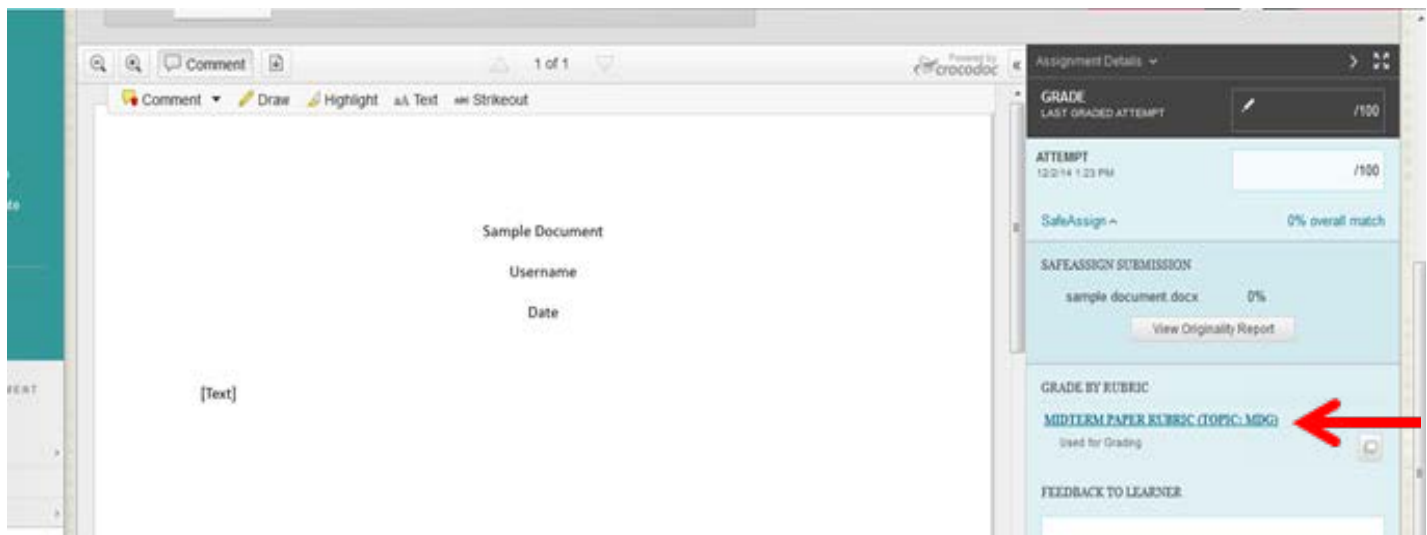 Comment
1 of 1
Powered by
crocodoc
Comment
Draw
Highlight
Text
Strikeout
Sample Document
Username
Date
[Text]
Assignment Details
GRADE
LAST GRADED ATTEMPT
/100
ATTEMPT
12/2/14 1:23 PM
/100
SafeAssign
0% overall match
SAFEASSIGN SUBMISSION
sample document.docx 0%
View Originality Report
GRADE BY RUBRIC
MIDTERM PAPER RUBRIC (TOPIC: MDG)
Used for Grading
FEEDBACK TO LEARNER